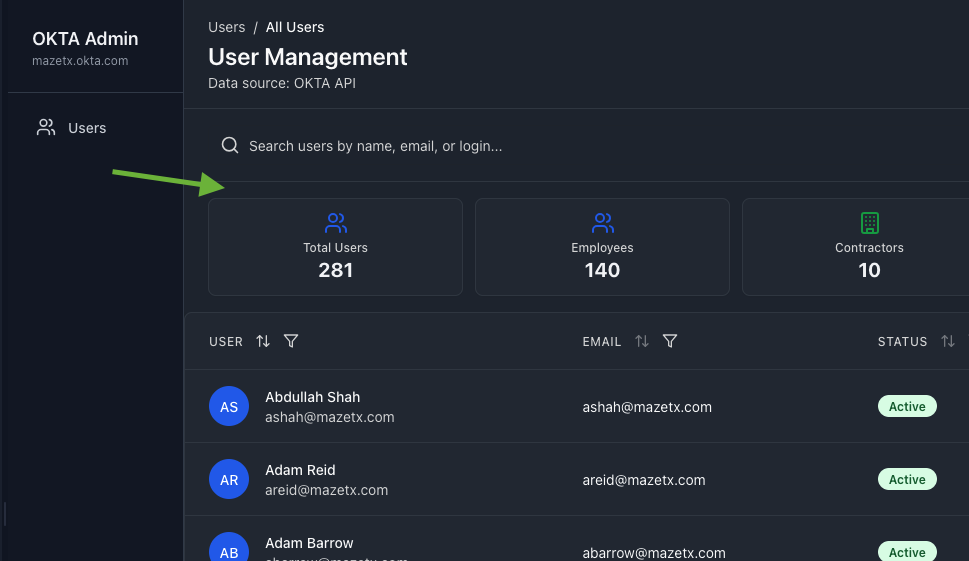 OKTA Admin
mazetx.okta.com
Users
Users / All Users
User Management
Data source: OKTA API
Search users by name, email, or login...
Total Users
281
Employees
140
Contractors
10
USER EMAIL STATUS
AS Abdullah Shah
ashah@mazetx.com ashah@mazetx.com Active
AR Adam Reid
areid@mazetx.com areid@mazetx.com Active
AB Adam Barrow
abarrow@mazetx.com abarrow@mazetx.com Active